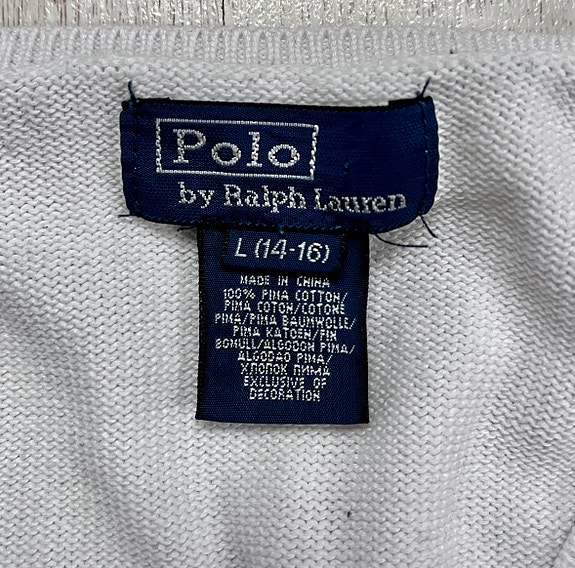 Polo
by Ralph Lauren
L (14-16)
MADE IN CHINA
100% PIMA COTTON/
PIMA COTON/COTONE
PIMA/PIMA BAUMWOLLE/
PIMA KATOEN/FIN
BOMULL/ALGODON PIMA/
ALGODAO PIMA/
ХЛОПОК ПИМА
EXCLUSIVE OF
DECORATION